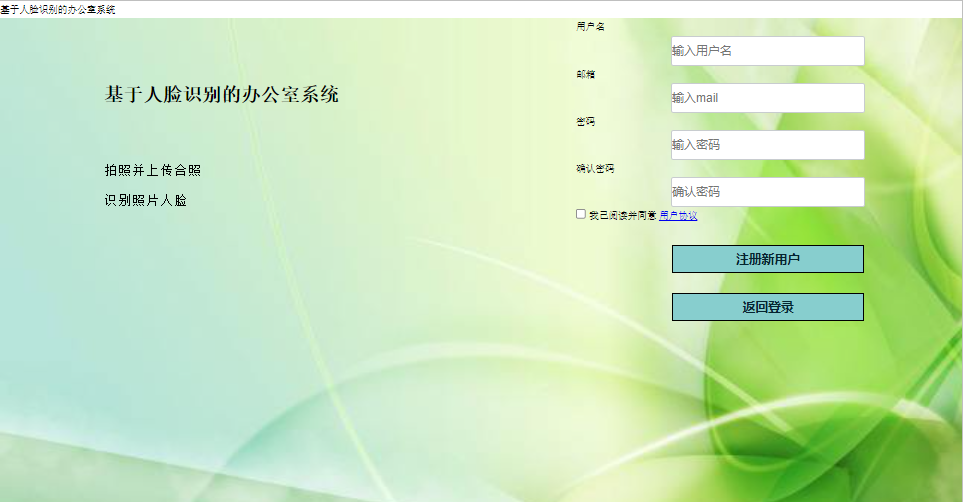 基于人脸识别的办公室系统
基于人脸识别的办公室系统
拍照并上传合照
识别照片人脸
用户名
输入用户名
邮箱
输入mail
密码
输入密码
确认密码
确认密码
我已阅读并同意 用户协议
注册新用户
返回登录